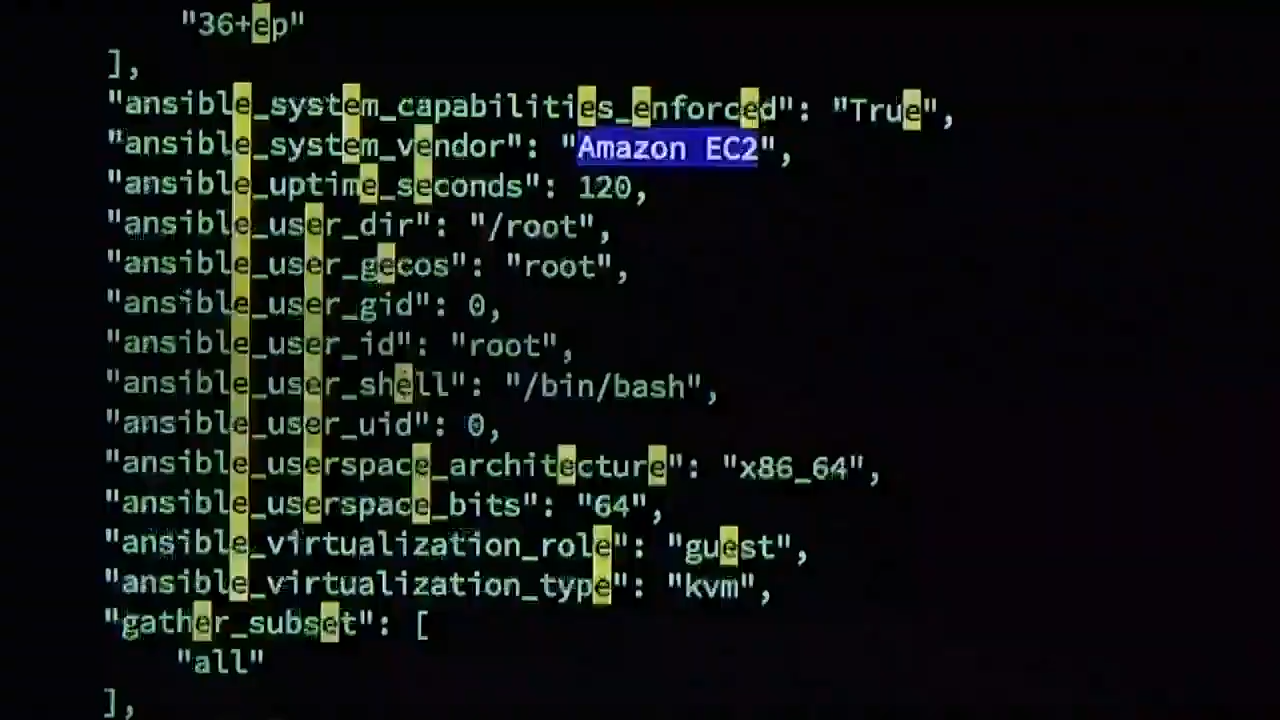 "36+ep"
],
"ansible_system_capabilities_enforced": "True",
"ansible_system_vendor": "Amazon EC2",
"ansible_uptime_seconds": 120,
"ansible_user_dir": "/root",
"ansible_user_gecos": "root",
"ansible_user_gid": 0,
"ansible_user_id": "root",
"ansible_user_shell": "/bin/bash",
"ansible_user_uid": 0,
"ansible_userspace_architecture": "x86_64",
"ansible_userspace_bits": "64",
"ansible_virtualization_role": "guest",
"ansible_virtualization_type": "kvm",
"gather_subset": [
"all"
],